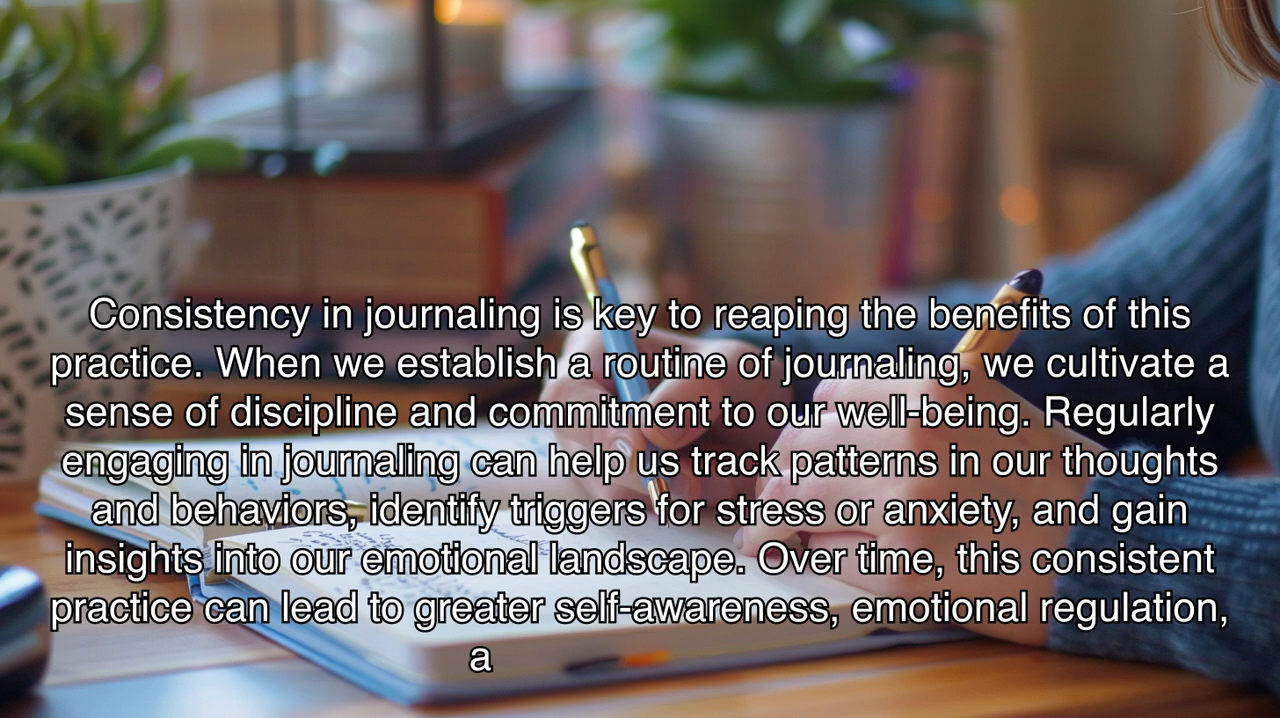 Consistency in journaling is key to reaping the benefits of this
practice. When we establish a routine of journaling, we cultivate a
sense of discipline and commitment to our well-being. Regularly
engaging in journaling can help us track patterns in our thoughts
and behaviors, identify triggers for stress or anxiety, and gain
insights into our emotional landscape. Over time, this consistent
practice can lead to greater self-awareness, emotional regulation,
a